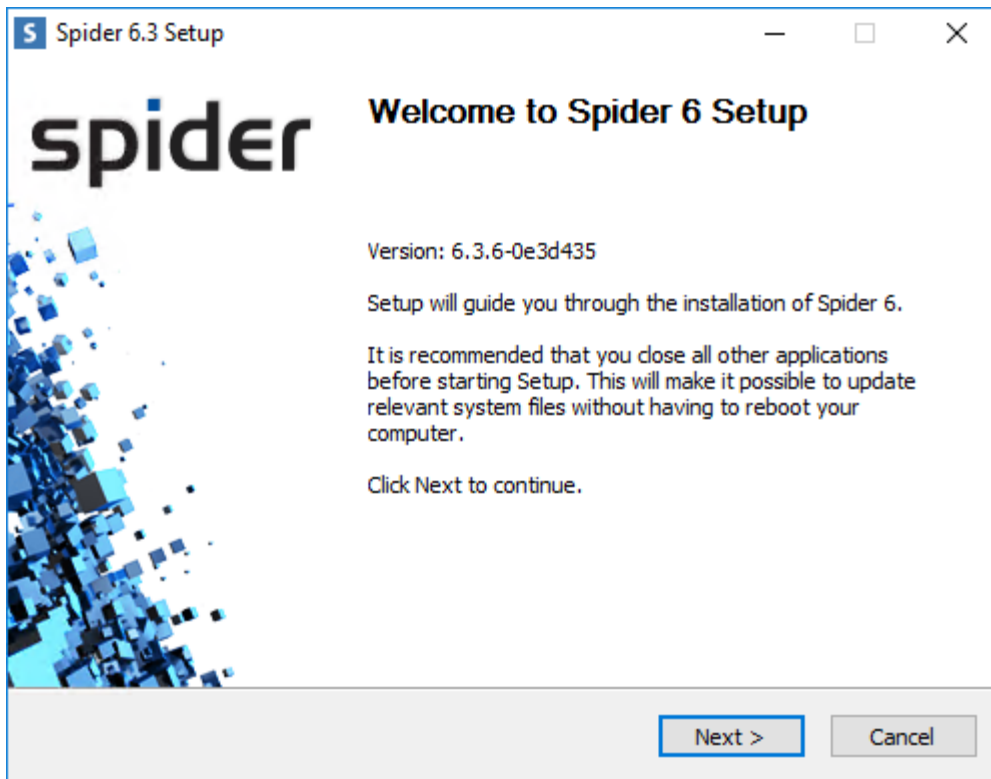 S Spider 6.3 Setup
spider
Welcome to Spider 6 Setup
Version: 6.3.6-0e3d435
Setup will guide you through the installation of Spider 6.
It is recommended that you close all other applications
before starting Setup. This will make it possible to update
relevant system files without having to reboot your
computer.
Click Next to continue.
Next >
Cancel